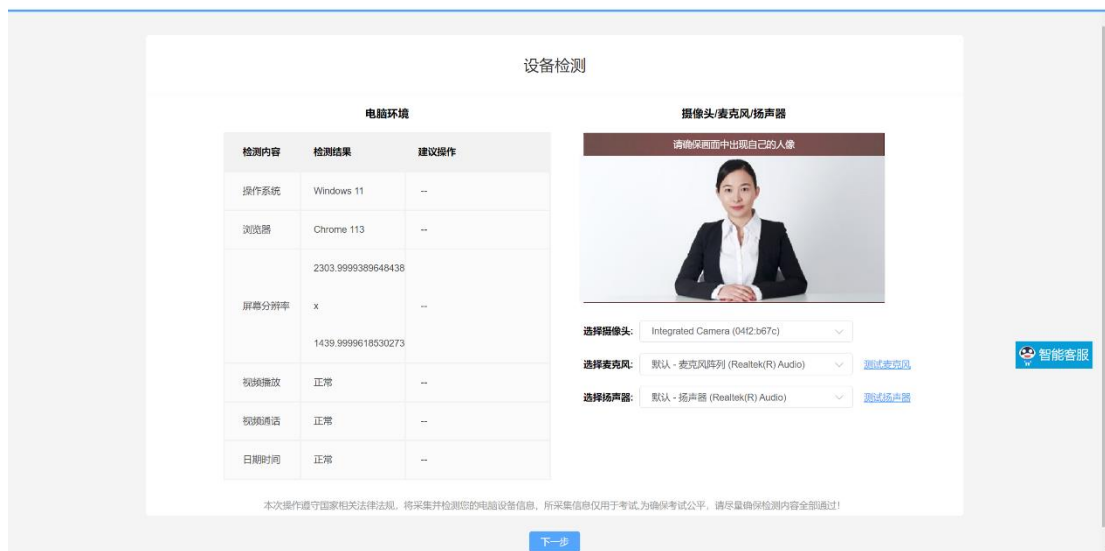 设备检测
电脑环境
检测内容 检测结果 建议操作
操作系统 Windows 11 --
浏览器 Chrome 113 --
2303.9999389648438
屏幕分辨率 x --
1439.9999618530273
视频播放 正常 --
视频通话 正常 --
日期时间 正常 --
摄像头/麦克风/扬声器
请确保画面中出现自己的人像
选择摄像头: Integrated Camera (04f2:b67c)
选择麦克风: 默认 - 麦克风阵列 (Realtek(R) Audio) 测试麦克风
选择扬声器: 默认 - 扬声器 (Realtek(R) Audio) 测试扬声器
智能客服
本次操作遵守国家相关法律法规，将采集并检测您的电脑设备信息，所采集信息仅用于考试,为确保考试公平，请尽量确保检测内容全部通过!
下一步